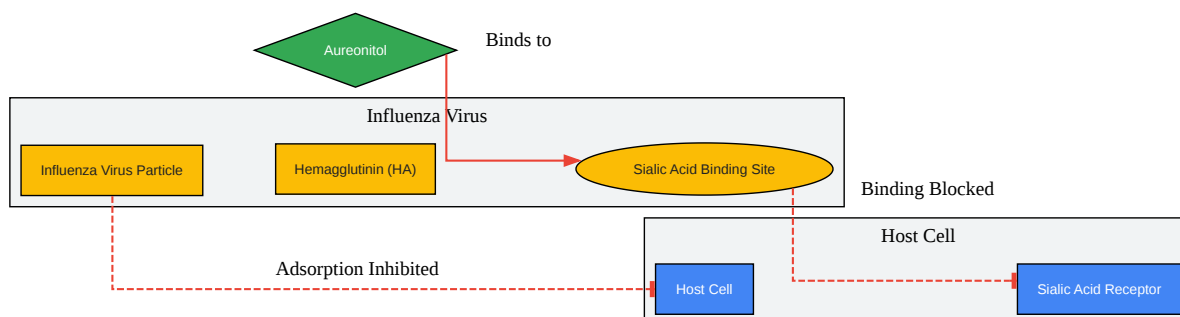 Aureonitol
Binds to
Influenza Virus
Influenza Virus Particle
Hemagglutinin (HA)
Sialic Acid Binding Site
Binding Blocked
Host Cell
Adsorption Inhibited
Host Cell
Sialic Acid Receptor